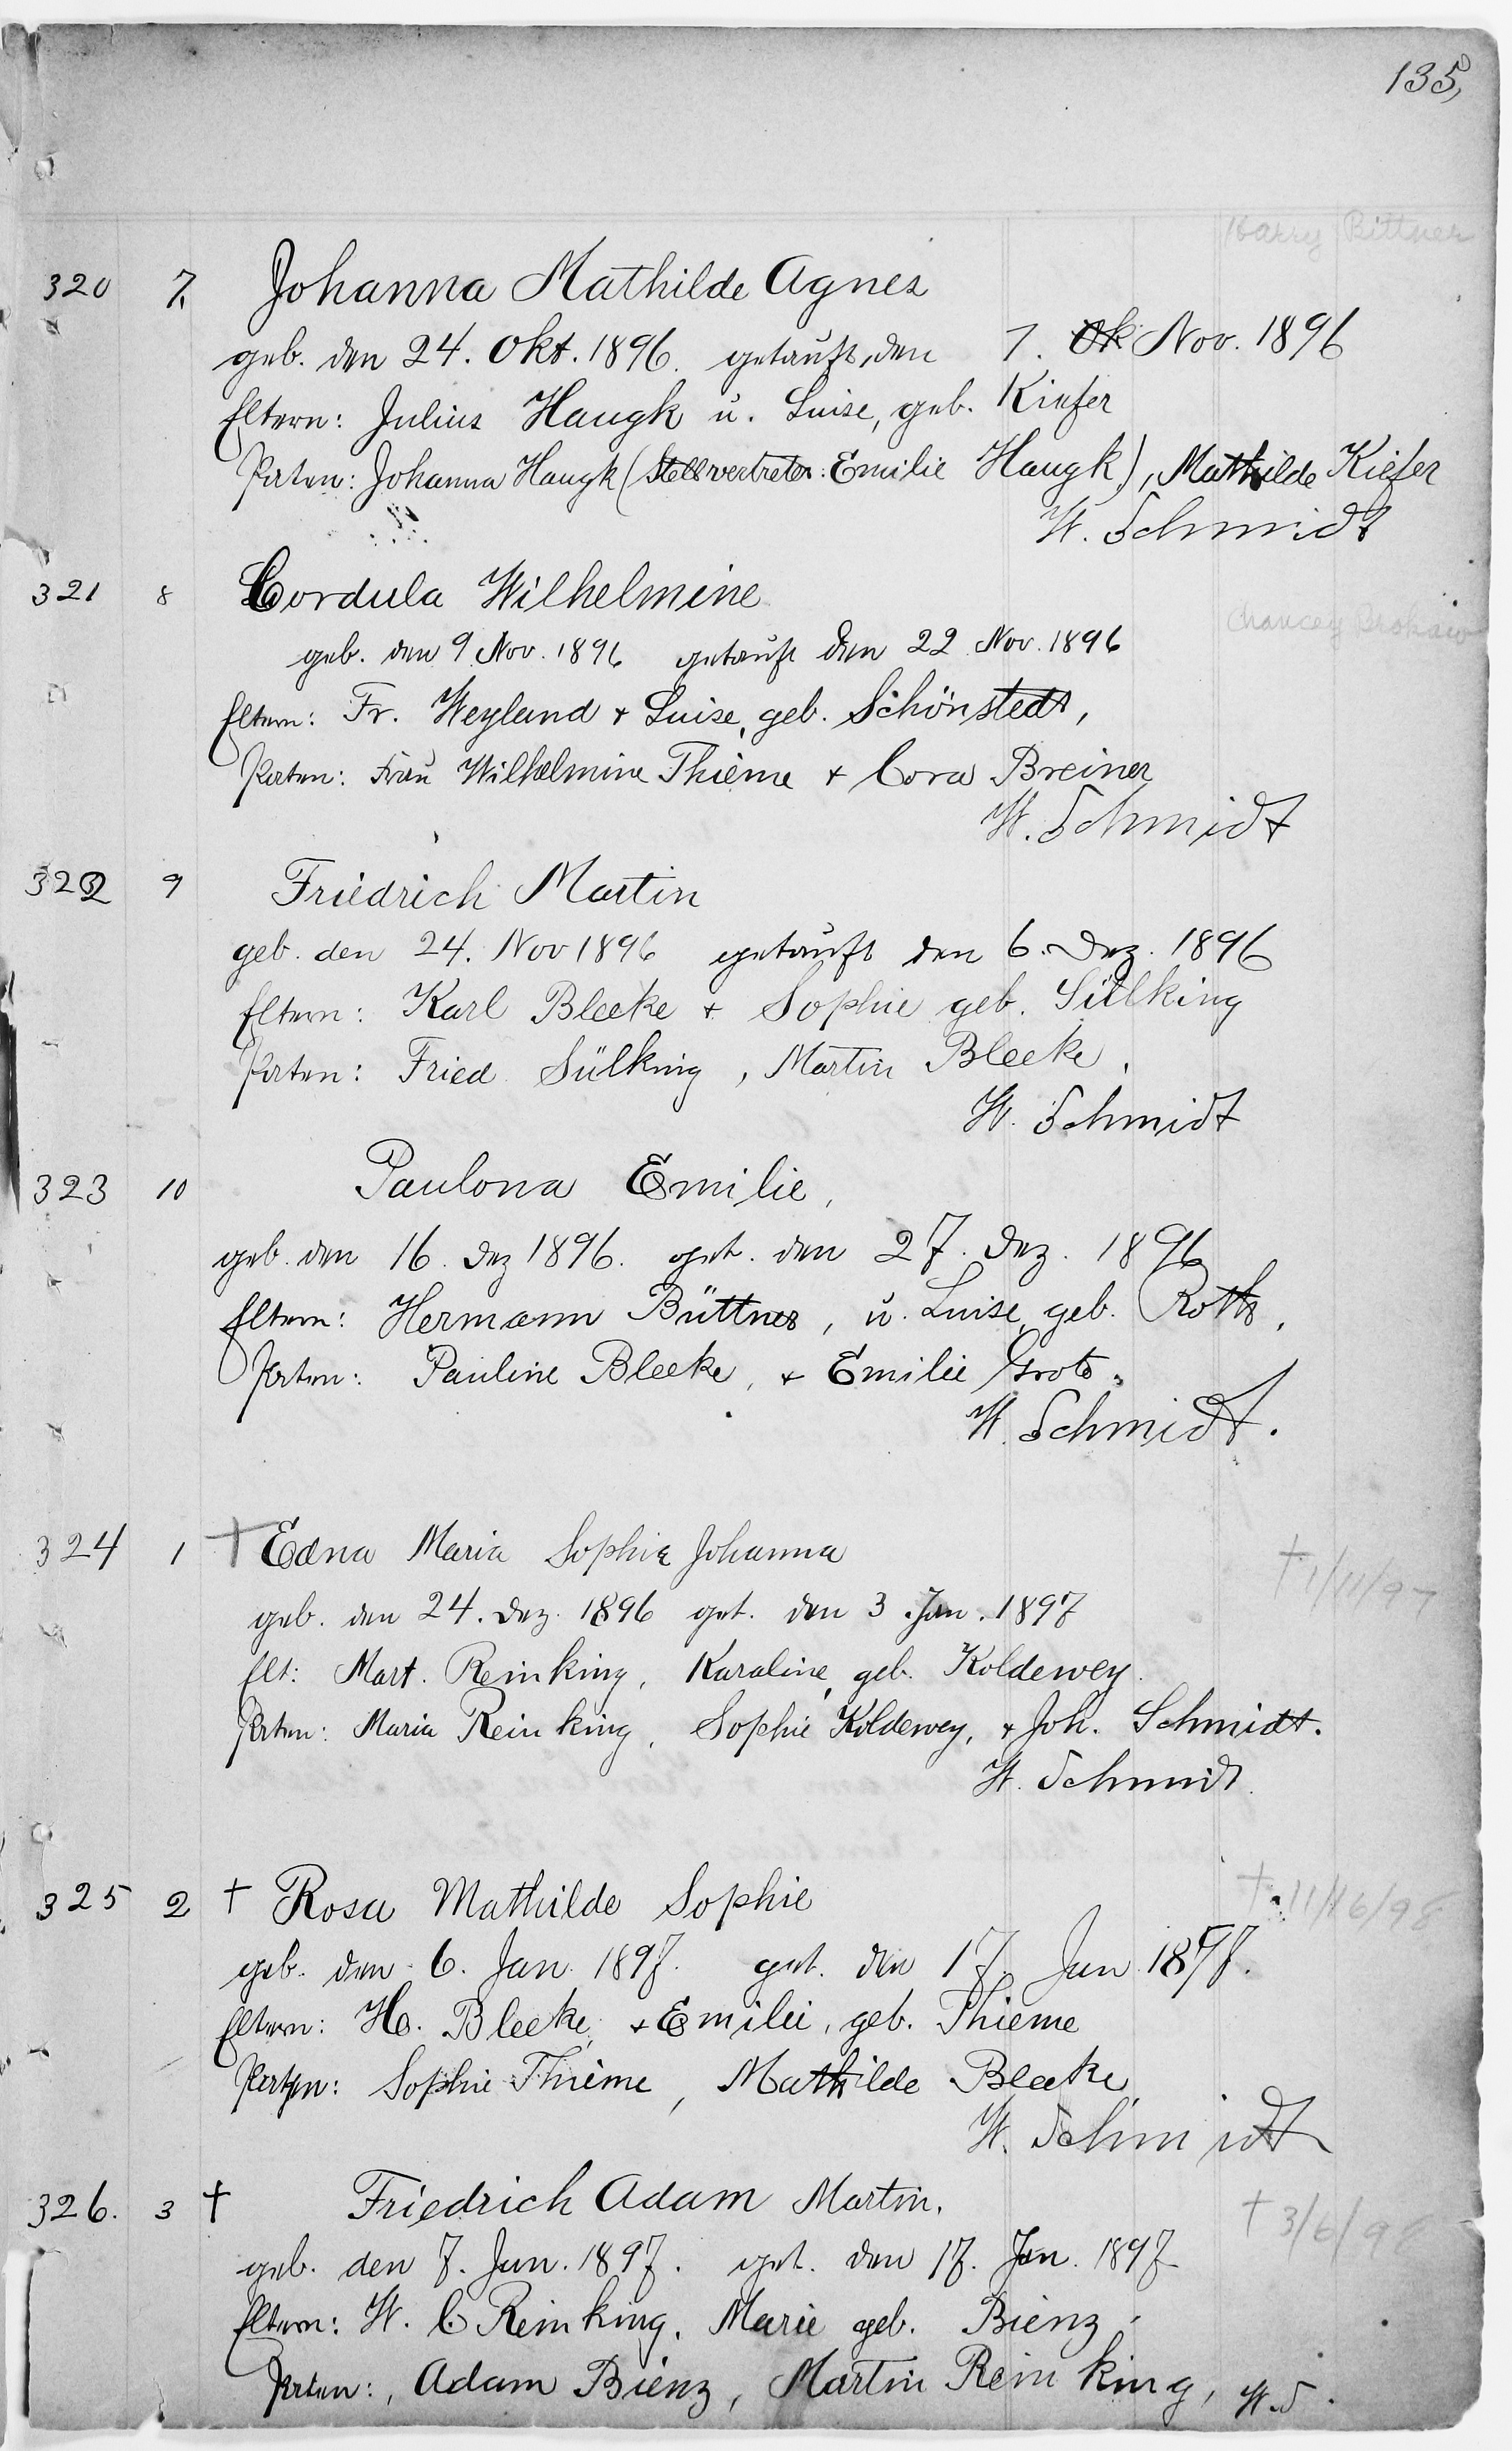 135,
Harry Bittner
320 7. Johanna Mathilde Agnes
geb. den 24. Okt. 1896. getauft, den 7. Ok Nov. 1896
Eltern: Julius Haugk u. Luise, geb. Kiefer
Paten: Johanna Haugk (Stellvertreter: Emilie Haugk), Mathilde Kiefer
W. Schmidt
321 8 Cordula Wilhelmine
Chancey
geb. den 9 Nov. 1896 getauft den 22 Nov. 1896
Eltern: Fr. Weyland + Luise, geb. Schönstedt,
Paten: Frau Wilhelmine Thieme + Cora Breiner
W. Schmidt
322 9 Friedrich Martin
geb. den 24. Nov 1896 getauft den 6. Dez. 1896
Eltern: Karl Bleeke + Sophie geb. Sülking
Paten: Fried Sülking, Martin Bleeke.
W. Schmidt
323 10 Paulona Emilie,
geb. den 16. Dez 1896. get. den 27. Dez. 1896
Eltern: Hermann Büttner, u. Luise, geb. Roth,
Paten: Pauline Bleeke, + Emilie Grote.
W. Schmidt.
324 1 † Edna Maria Sophie Johanna
† 1/11/97
geb. den 24. Dez. 1896 get. den 3. Jan. 1897
Elt: Mart. Reinking, Karaline, geb. Koldewey.
Paten: Maria Reinking, Sophie Koldewey, + Joh. Schmidt.
W. Schmidt.
325 2 † Rosa Mathilde Sophie
† 11/16/98
geb. den 6. Jan. 1897. get. den 17. Jan 1897.
Eltern: H. Bleeke, + Emilie, geb. Thieme
Paten: Sophie Thieme, Mathilde Bleeke,
W. Schmidt
326. 3 † Friedrich Adam Martin.
† 3/6/98
geb. den 7. Jan. 1897. get. den 17. Jan. 1897
Eltern: W. C Reinking, Marie geb. Bienz.
Paten:, Adam Bienz, Martin Reinking, W. S.